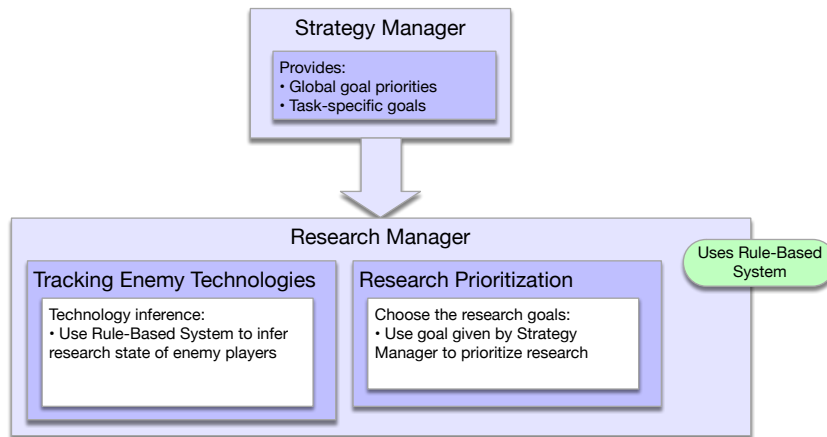 Strategy Manager
Provides:
• Global goal priorities
• Task-specific goals
Research Manager
Uses Rule-Based
System
Tracking Enemy Technologies
Technology inference:
• Use Rule-Based System to infer
research state of enemy players
Research Prioritization
Choose the research goals:
• Use goal given by Strategy
Manager to prioritize research